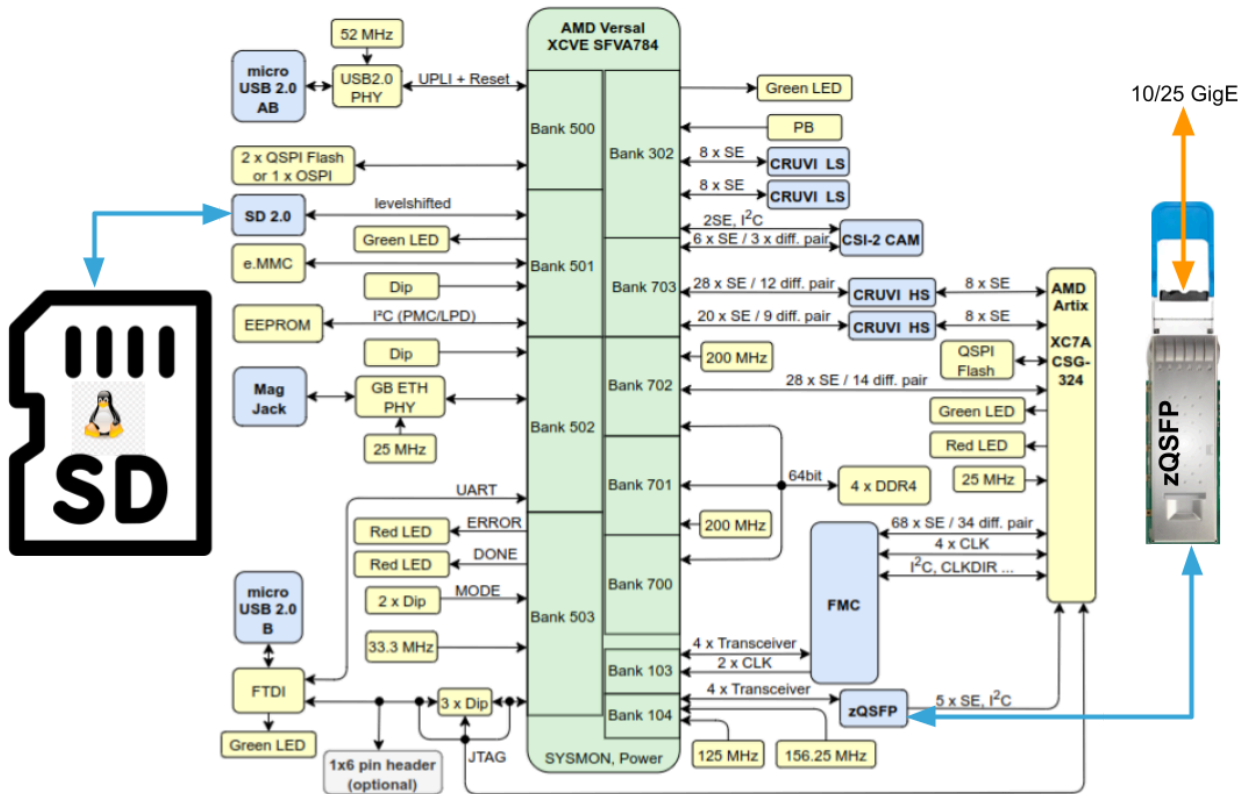 AMD Versal
XCVE SFVA784
52 MHz
micro
USB 2.0
AB
USB2.0
PHY
UPLI + Reset
Bank 500
2 x QSPI Flash
or 1 x OSPI
SD 2.0
levelshifted
Green LED
Bank 501
e.MMC
Dip
EEPROM
I²C (PMC/LPD)
Dip
Mag
Jack
GB ETH
PHY
25 MHz
Bank 502
UART
Red LED
ERROR
Red LED
DONE
2 x Dip
MODE
Bank 503
33.3 MHz
micro
USB 2.0
B
FTDI
3 x Dip
Green LED
JTAG
1x6 pin header
(optional)
SYSMON, Power
SD
Bank 302
Green LED
PB
8 x SE
CRUVI LS
8 x SE
CRUVI LS
2SE, I²C
6 x SE / 3 x diff. pair
CSI-2 CAM
Bank 703
28 x SE / 12 diff. pair
CRUVI HS
8 x SE
20 x SE / 9 diff. pair
CRUVI HS
8 x SE
AMD
Artix
XC7A
CSG-
324
Bank 702
200 MHz
QSPI
Flash
28 x SE / 14 diff. pair
Green LED
Red LED
25 MHz
Bank 701
64bit
4 x DDR4
200 MHz
Bank 700
68 x SE / 34 diff. pair
4 x CLK
I²C, CLKDIR ...
FMC
Bank 103
4 x Transceiver
2 x CLK
Bank 104
4 x Transceiver
zQSFP
5 x SE, I²C
125 MHz
156.25 MHz
10/25 GigE
zQSFP